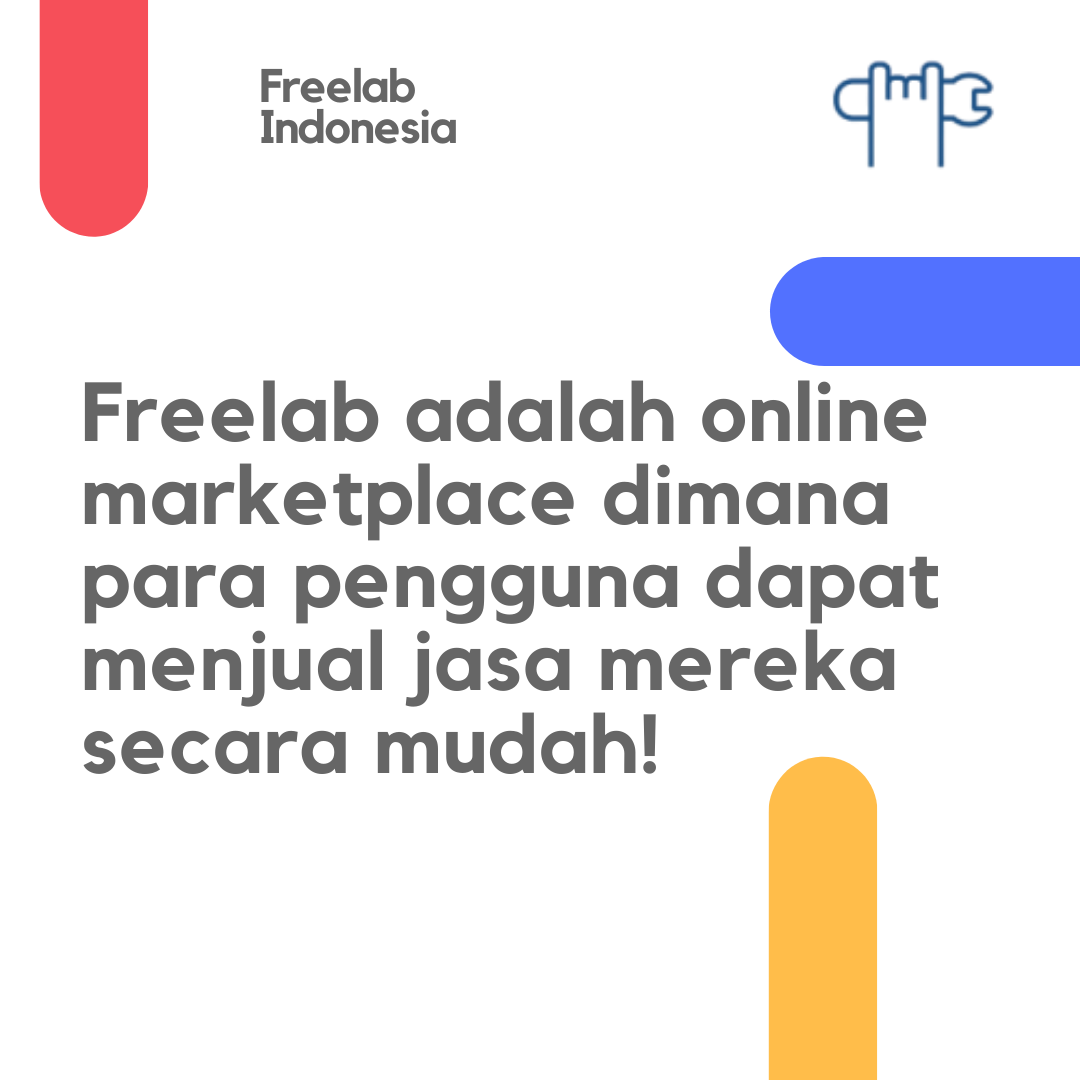 Freelab
Indonesia
Freelab adalah online
marketplace dimana
para pengguna dapat
menjual jasa mereka
secara mudah!